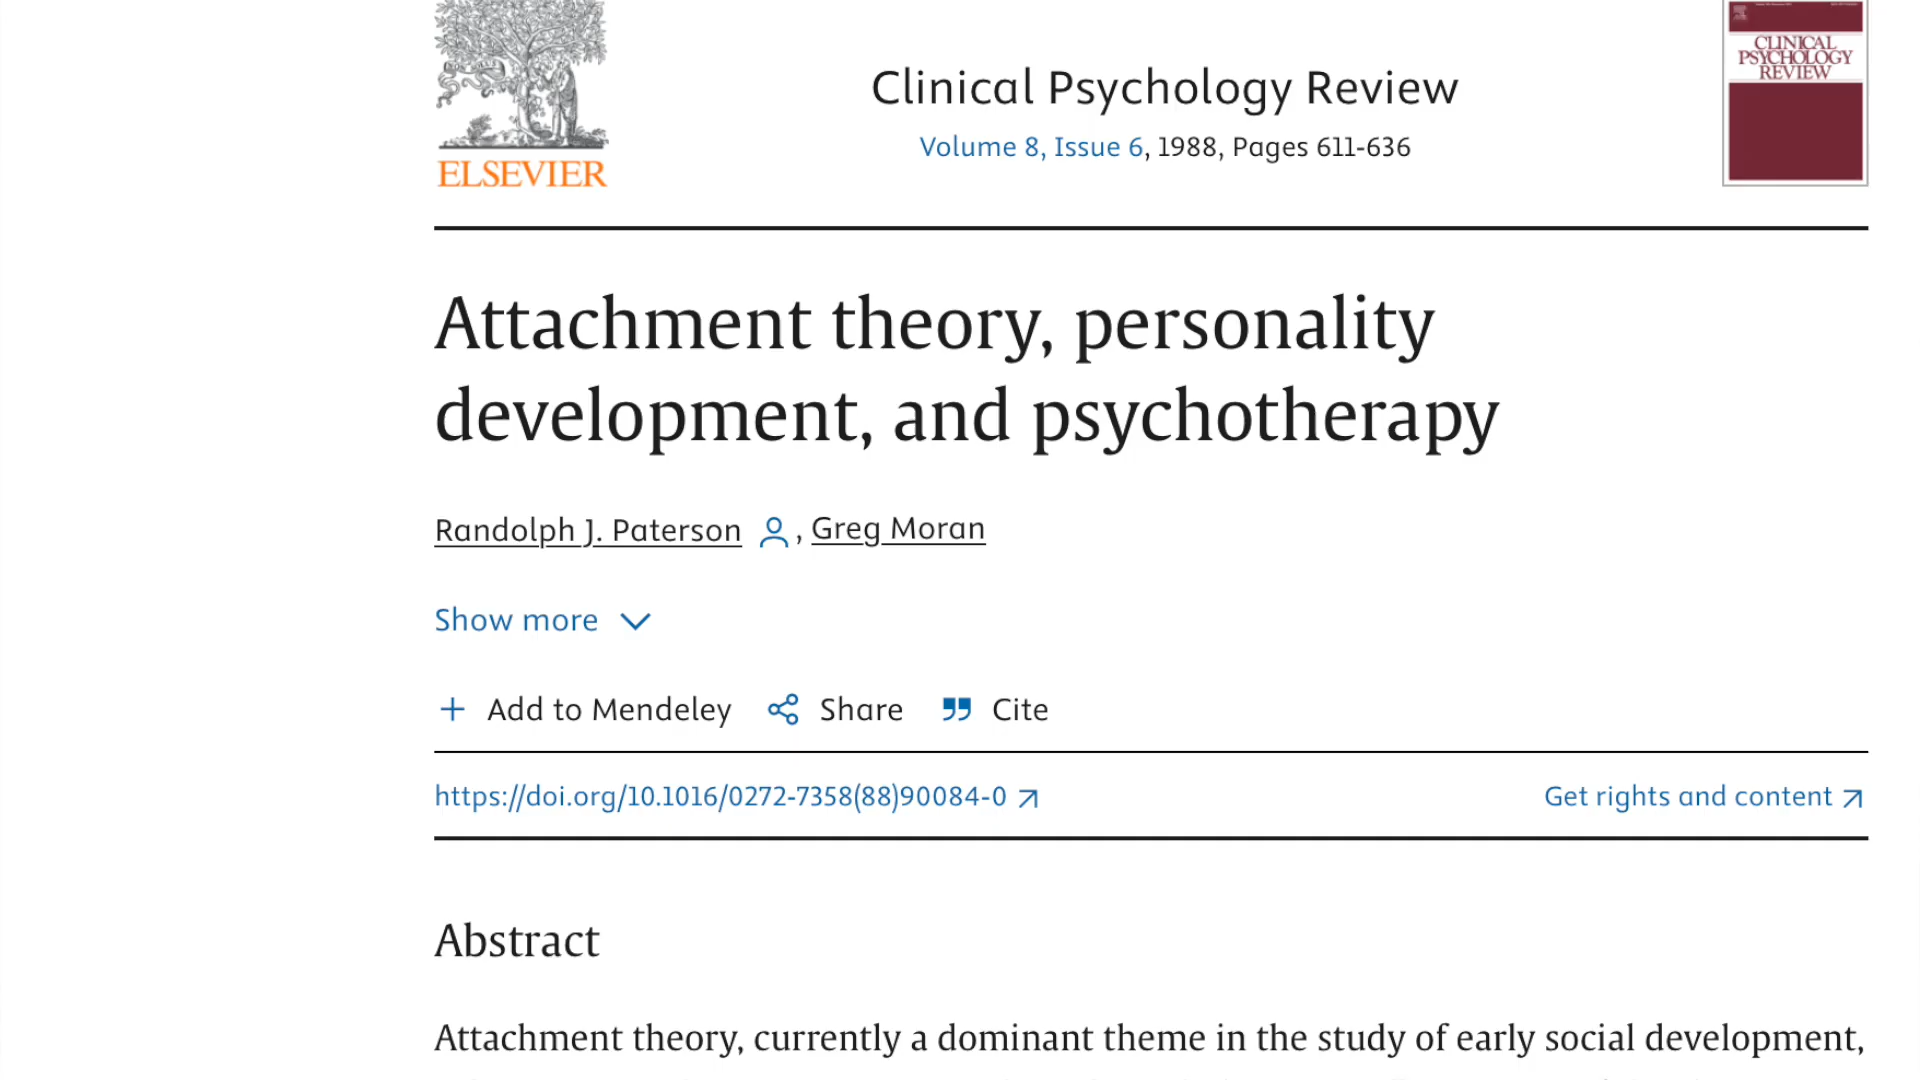 ELSEVIER
Clinical Psychology Review
Volume 8, Issue 6, 1988, Pages 611-636
CLINICAL
PSYCHOLOGY
REVIEW
Attachment theory, personality
development, and psychotherapy
Randolph J. Paterson, Greg Moran
Show more
Add to Mendeley Share Cite
https://doi.org/10.1016/0272-7358(88)90084-0 Get rights and content
Abstract
Attachment theory, currently a dominant theme in the study of early social development,